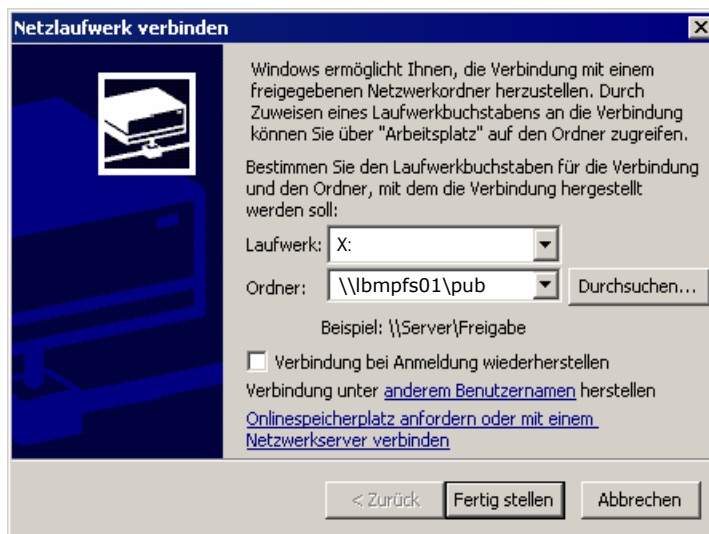 Netzlaufwerk verbinden
Windows ermöglicht Ihnen, die Verbindung mit einem
freigegebenen Netzwerkordner herzustellen. Durch
Zuweisen eines Laufwerkbuchstabens an die Verbindung
können Sie über "Arbeitsplatz" auf den Ordner zugreifen.
Bestimmen Sie den Laufwerkbuchstaben für die Verbindung
und den Ordner, mit dem die Verbindung hergestellt
werden soll:
Laufwerk: X:
Ordner: \\lbmpfs01\pub Durchsuchen...
Beispiel: \\Server\Freigabe
Verbindung bei Anmeldung wiederherstellen
Verbindung unter anderem Benutzernamen herstellen
Onlinespeicherplatz anfordern oder mit einem
Netzwerkserver verbinden
< Zurück Fertig stellen Abbrechen